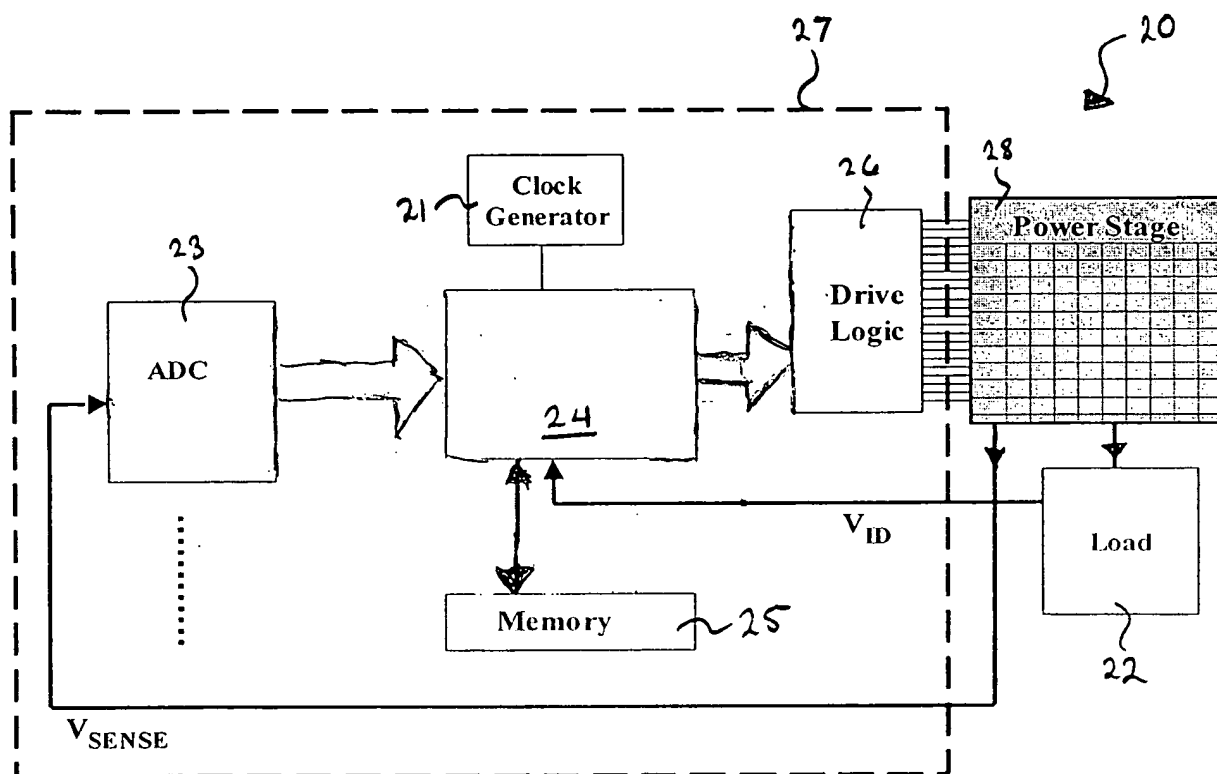 27
20
28
Power Stage
26
Clock
Generator
21
23
Drive
Logic
ADC
24
V_ID
Load
Memory
25
22
V_SENSE